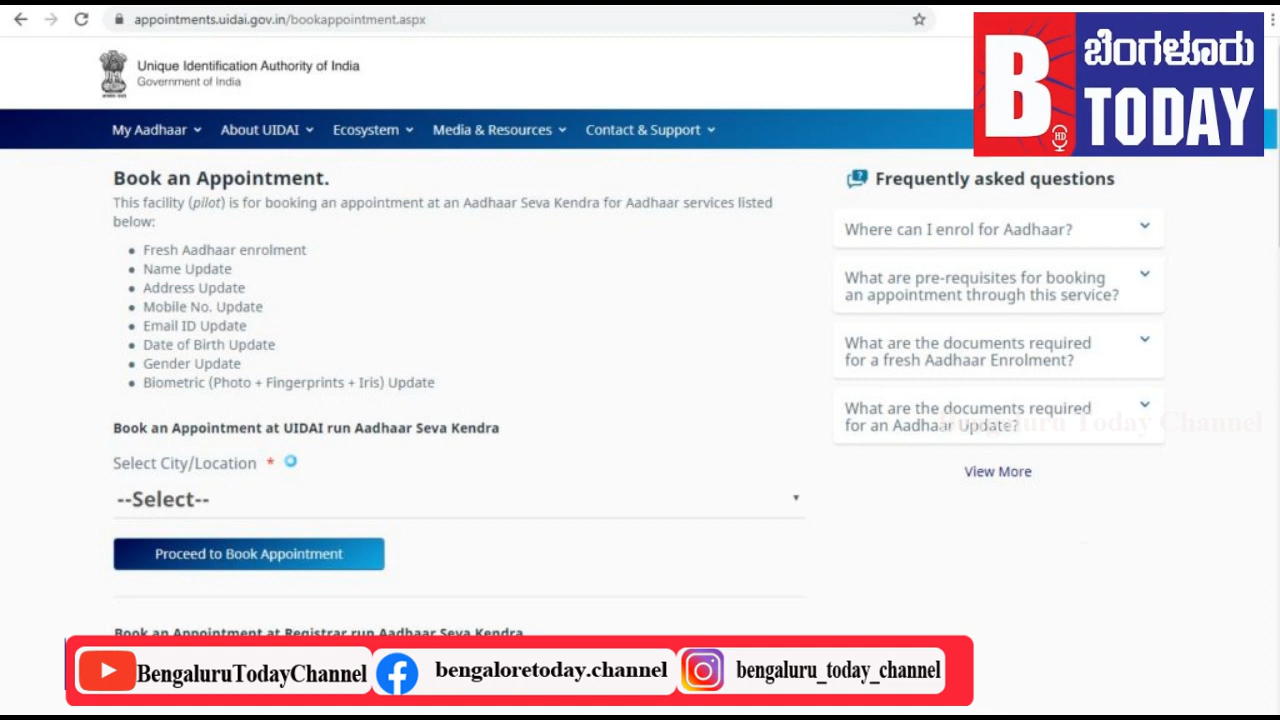 appointments.uidai.gov.in/bookappointment.aspx
Unique Identification Authority of India
Government of India
ಬೆಂಗಳೂರು
B
HD
TODAY
My Aadhaar About UIDAI Ecosystem Media & Resources Contact & Support
Book an Appointment.
This facility (pilot) is for booking an appointment at an Aadhaar Seva Kendra for Aadhaar services listed
below:
Fresh Aadhaar enrolment
Name Update
Address Update
Mobile No. Update
Email ID Update
Date of Birth Update
Gender Update
Biometric (Photo + Fingerprints + Iris) Update
Book an Appointment at UIDAI run Aadhaar Seva Kendra
Select City/Location *
--Select--
Proceed to Book Appointment
Book an Appointment at Registrar run Aadhaar Seva Kendra
Frequently asked questions
Where can I enrol for Aadhaar?
What are pre-requisites for booking
an appointment through this service?
What are the documents required
for a fresh Aadhaar Enrolment?
What are the documents required
for an Aadhaar Update?
Bengaluru Today Channel
View More
BengaluruTodayChannel
bengaloretoday.channel
bengaluru_today_channel